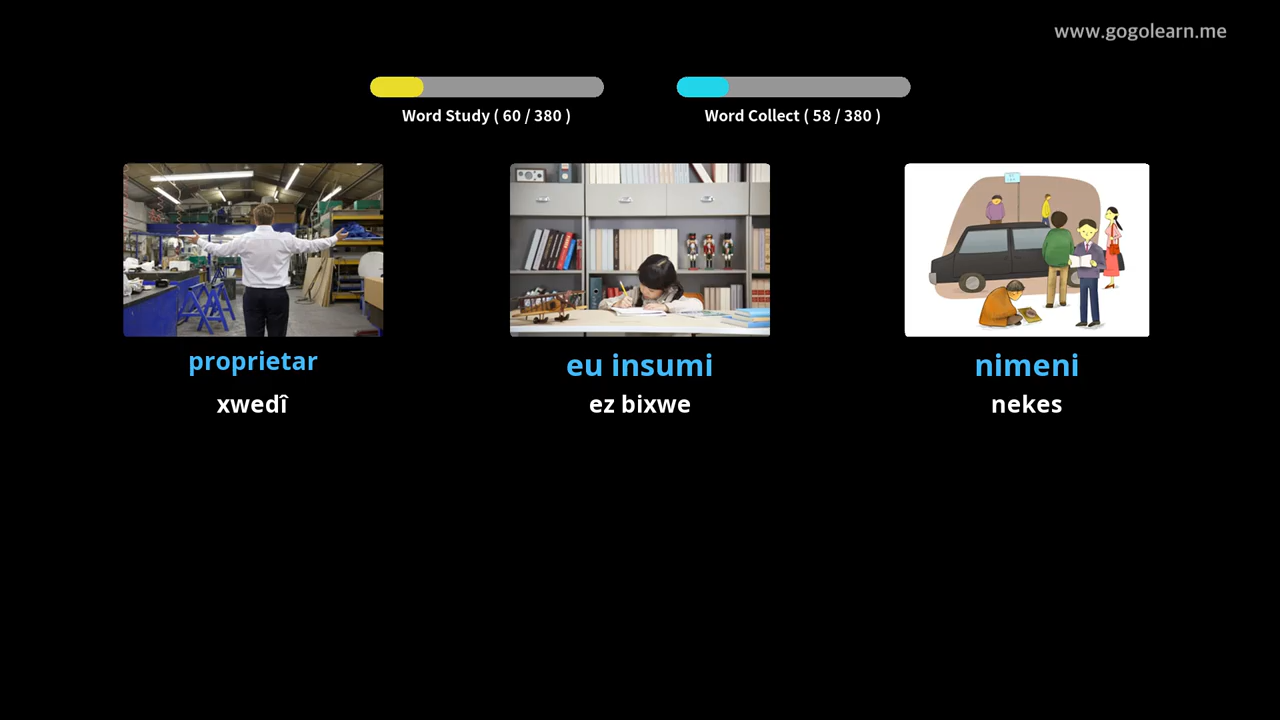 www.gogolearn.me
Word Study ( 60 / 380 )
Word Collect ( 58 / 380 )
proprietar
xwedî
eu insumi
ez bixwe
nimeni
nekes